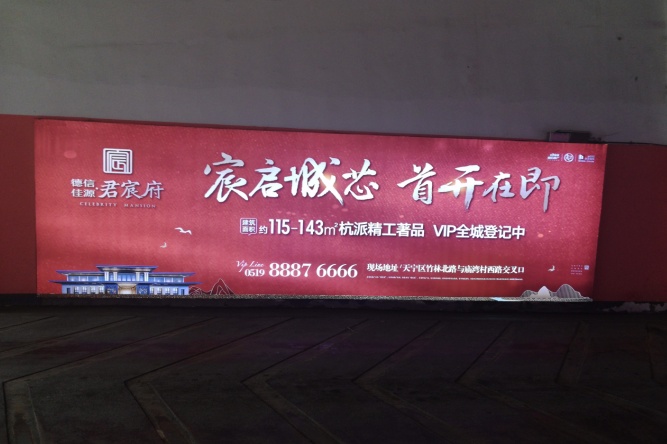 德信
佳源
君宸府
CELEBRITY MANSION
宸启城芯 首开在即
建筑面积
约115-143㎡杭派精工著品 VIP全城登记中
Vip Line
0519 8887 6666
现场地址/天宁区竹林北路与庙湾村西路交叉口